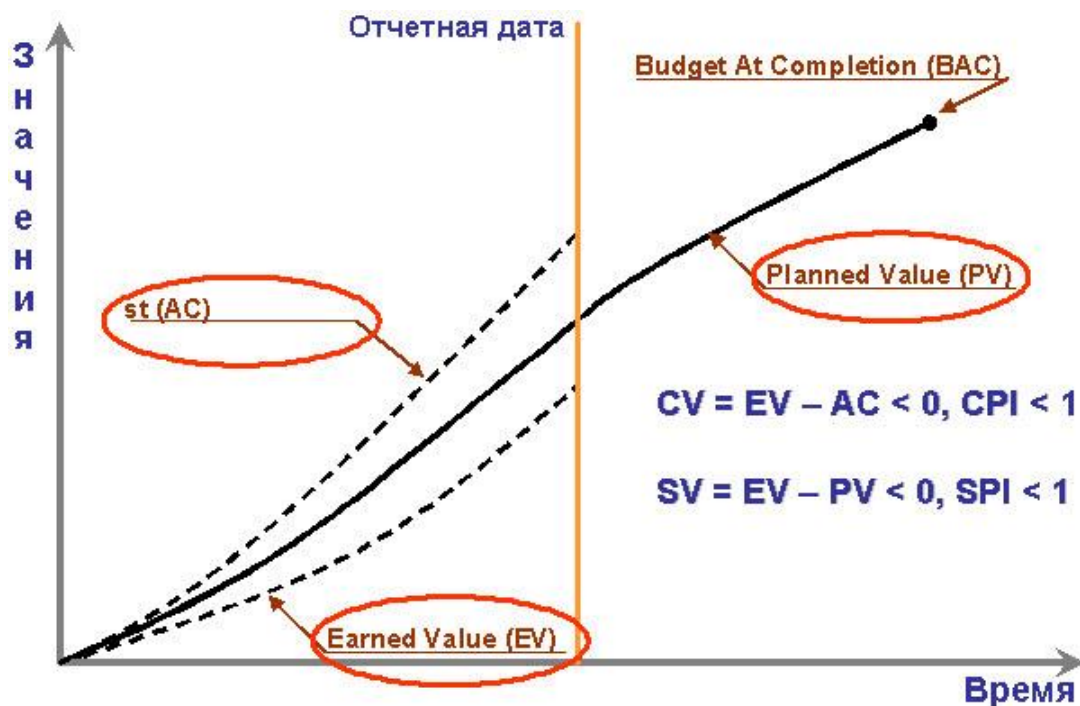 Значения
Отчетная дата
Budget At Completion (BAC)
Planned Value (PV)
st (AC)
CV = EV – AC < 0, CPI < 1
SV = EV – PV < 0, SPI < 1
Earned Value (EV)
Время